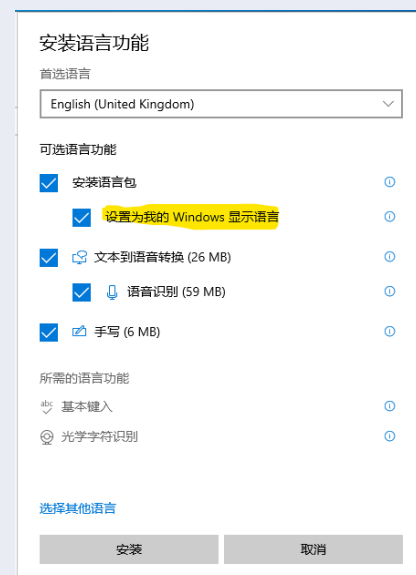 安装语言功能
首选语言
English (United Kingdom)
可选语言功能
安装语言包
设置为我的 Windows 显示语言
文本到语音转换 (26 MB)
语音识别 (59 MB)
手写 (6 MB)
所需的语言功能
abc 基本键入
光学字符识别
选择其他语言
安装 取消